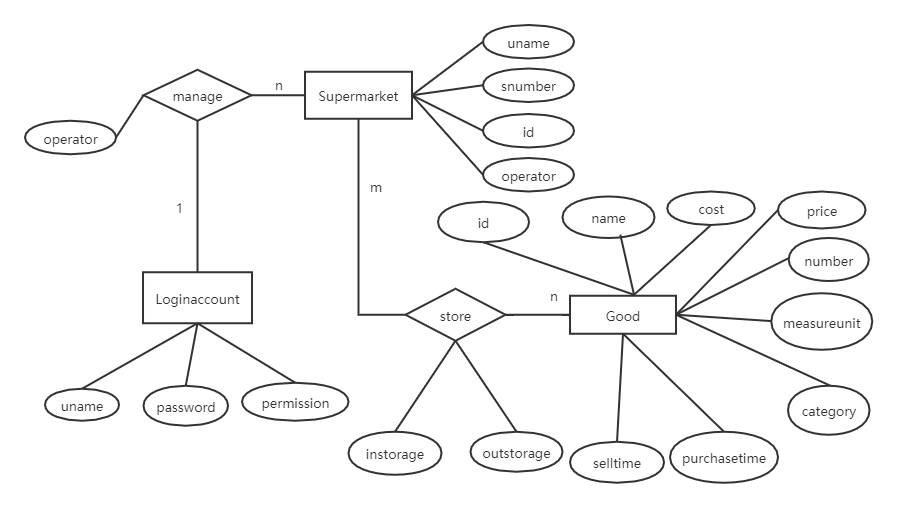 uname
snumber
manage
n
Supermarket
id
operator
operator
m
1
id
name
cost
price
number
Loginaccount
n
store
Good
measureunit
uname
password
permission
category
instorage
outstorage
selltime
purchasetime